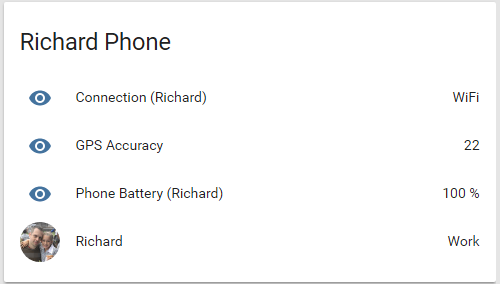 Richard Phone
Connection (Richard) WiFi
GPS Accuracy 22
Phone Battery (Richard) 100 %
Richard Work